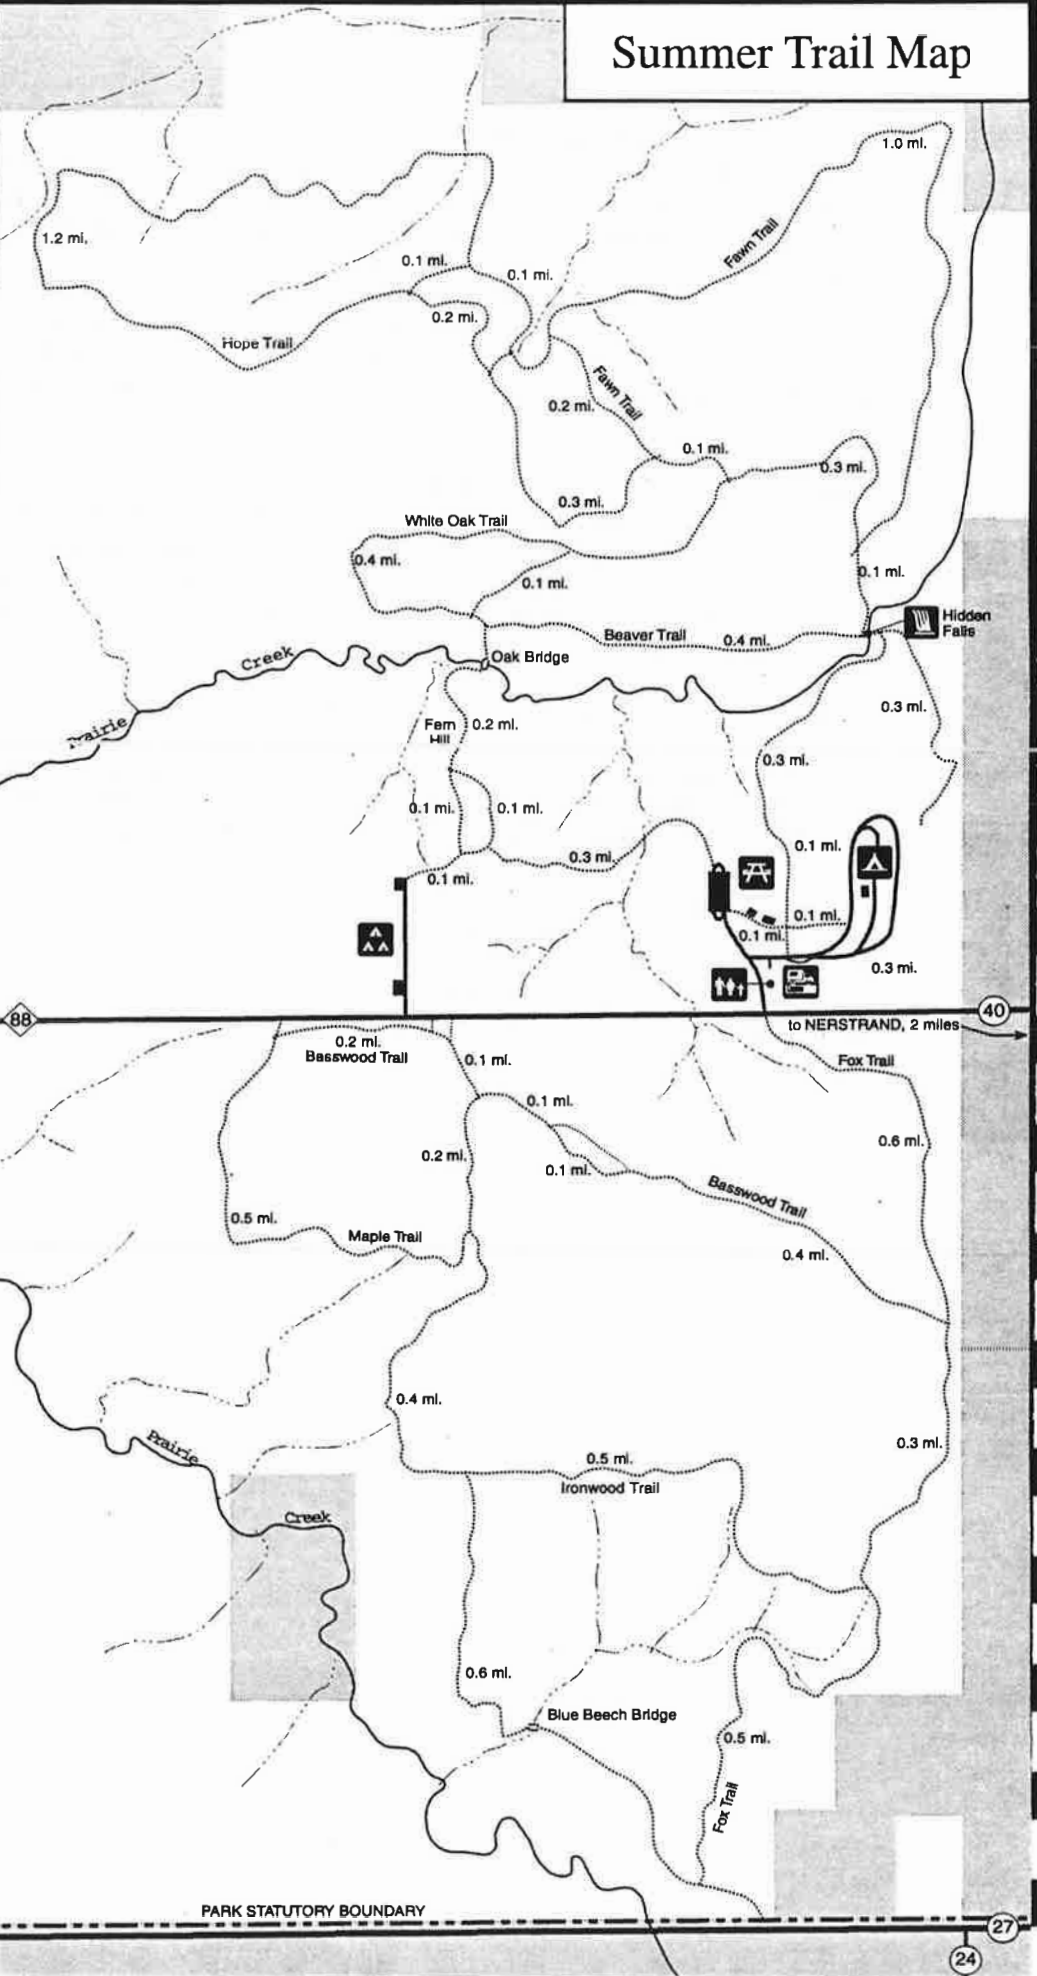 Summer Trail Map
1.0 mi.
1.2 mi.
Fawn Trail
0.1 mi.
0.1 mi.
0.2 mi.
Hope Trail
Fawn Trail
0.2 mi.
0.1 mi.
0.3 mi.
0.3 mi.
White Oak Trail
0.4 mi.
0.1 mi.
0.1 mi.
Hidden
Falls
Beaver Trail
0.4 mi.
Creek
Oak Bridge
Prairie
0.3 mi.
Fern
Hill
0.2 mi.
0.3 mi.
0.1 mi.
0.1 mi.
0.1 mi.
0.3 mi.
0.1 mi.
0.1 mi.
0.1 mi.
0.3 mi.
88
40
to NERSTRAND, 2 miles
0.2 mi.
Basswood Trail
0.1 mi.
Fox Trail
0.1 mi.
0.6 mi.
0.2 mi.
0.1 mi.
Basswood Trail
0.5 mi.
Maple Trail
0.4 mi.
0.4 mi.
0.3 mi.
Prairie
0.5 mi.
Ironwood Trail
Creek
0.6 mi.
Blue Beech Bridge
0.5 mi.
Fox Trail
PARK STATUTORY BOUNDARY
27
24